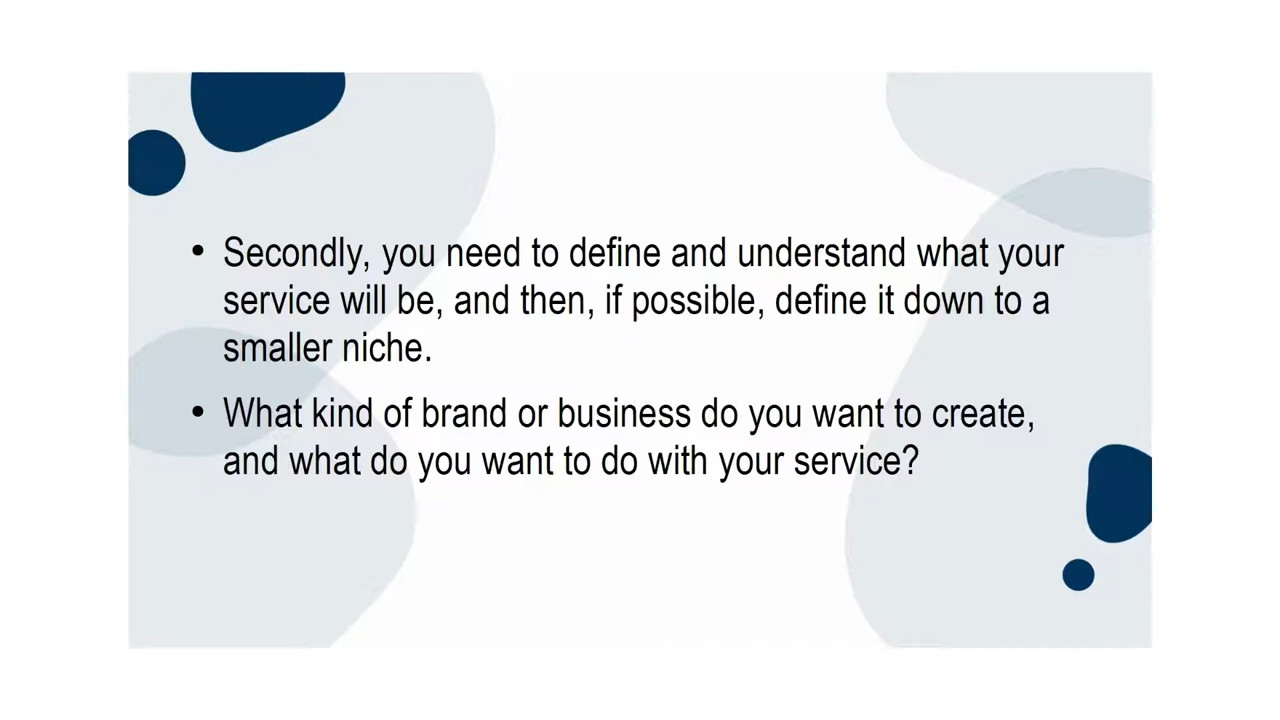 • Secondly, you need to define and understand what your
service will be, and then, if possible, define it down to a
smaller niche.
• What kind of brand or business do you want to create,
and what do you want to do with your service?